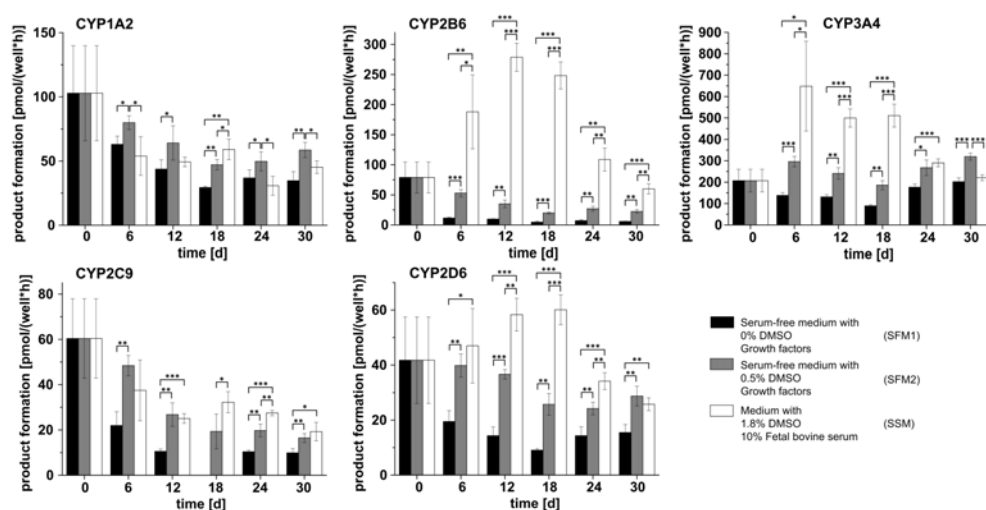 CYP1A2
product formation [pmol/(well*h)]
150
100
50
0
* *
*
**
*
**
* *
** *
0 6 12 18 24 30
time [d]
CYP2B6
product formation [pmol/(well*h)]
300
250
200
150
100
50
0
**
*
***
***
***
**
***
***
***
**
**
**
***
**
**
0 6 12 18 24 30
time [d]
CYP3A4
product formation [pmol/(well*h)]
900
800
700
600
500
400
300
200
100
0
*
*
***
***
***
**
***
***
**
***
*
*** ***
0 6 12 18 24 30
time [d]
CYP2C9
product formation [pmol/(well*h)]
80
60
40
20
0
**
***
**
*
***
**
**
*
**
0 6 12 18 24 30
time [d]
CYP2D6
product formation [pmol/(well*h)]
60
40
20
0
*
**
***
**
***
***
***
**
***
**
**
**
**
0 6 12 18 24 30
time [d]
Serum-free medium with
0% DMSO (SFM1)
Growth factors
Serum-free medium with
0.5% DMSO (SFM2)
Growth factors
Medium with
1.8% DMSO (SSM)
10% Fetal bovine serum